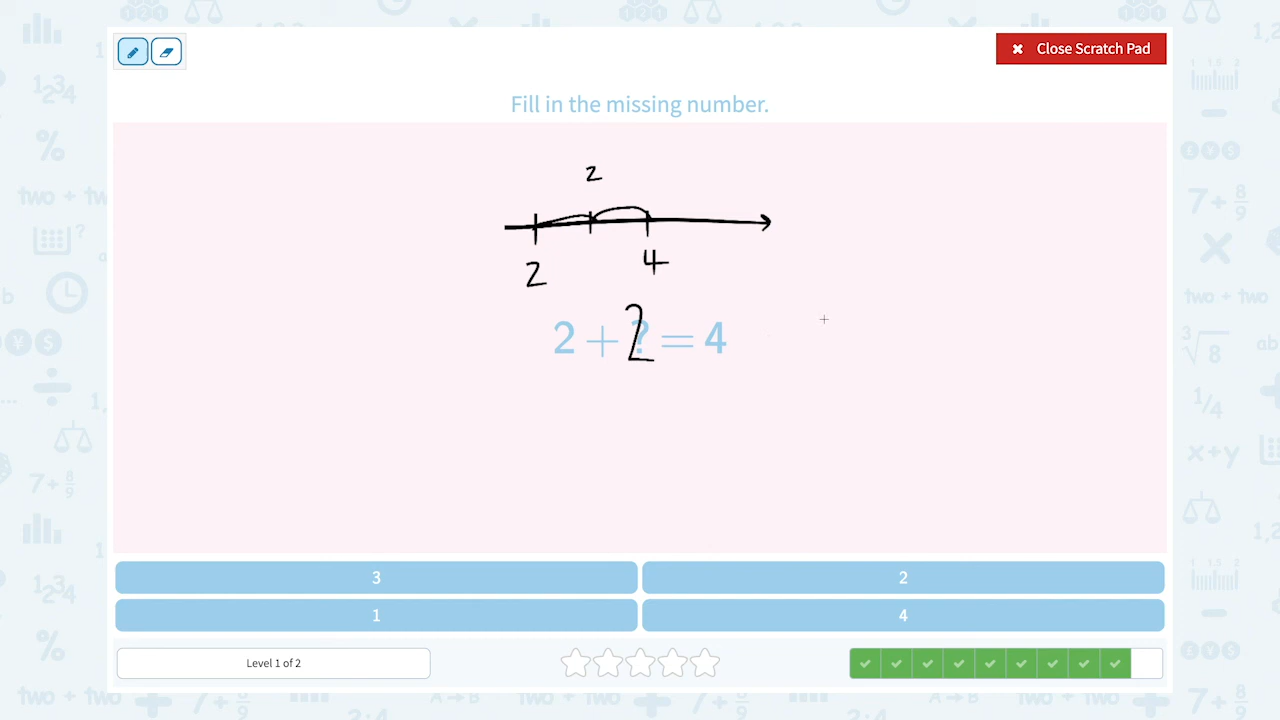 ✖ Close Scratch Pad
Fill in the missing number.
2
2 4
2 + 2 = 4
3 2
1 4
Level 1 of 2